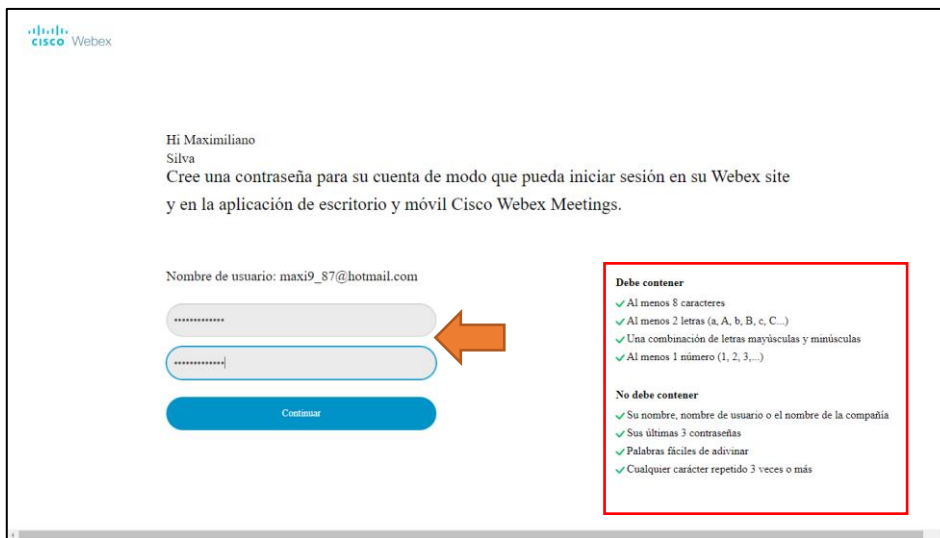 CISCO Webex
Hi Maximiliano
Silva
Cree una contraseña para su cuenta de modo que pueda iniciar sesión en su Webex site
y en la aplicación de escritorio y móvil Cisco Webex Meetings.
Nombre de usuario: maxi9_87@hotmail.com
•••••••••••••
•••••••••••••
Continuar
Debe contener
✓Al menos 8 caracteres
✓Al menos 2 letras (a, A, b, B, c, C...)
✓Una combinación de letras mayúsculas y minúsculas
✓Al menos 1 número (1, 2, 3,...)
No debe contener
✓Su nombre, nombre de usuario o el nombre de la compañía
✓Sus últimas 3 contraseñas
✓Palabras fáciles de adivinar
✓Cualquier carácter repetido 3 veces o más